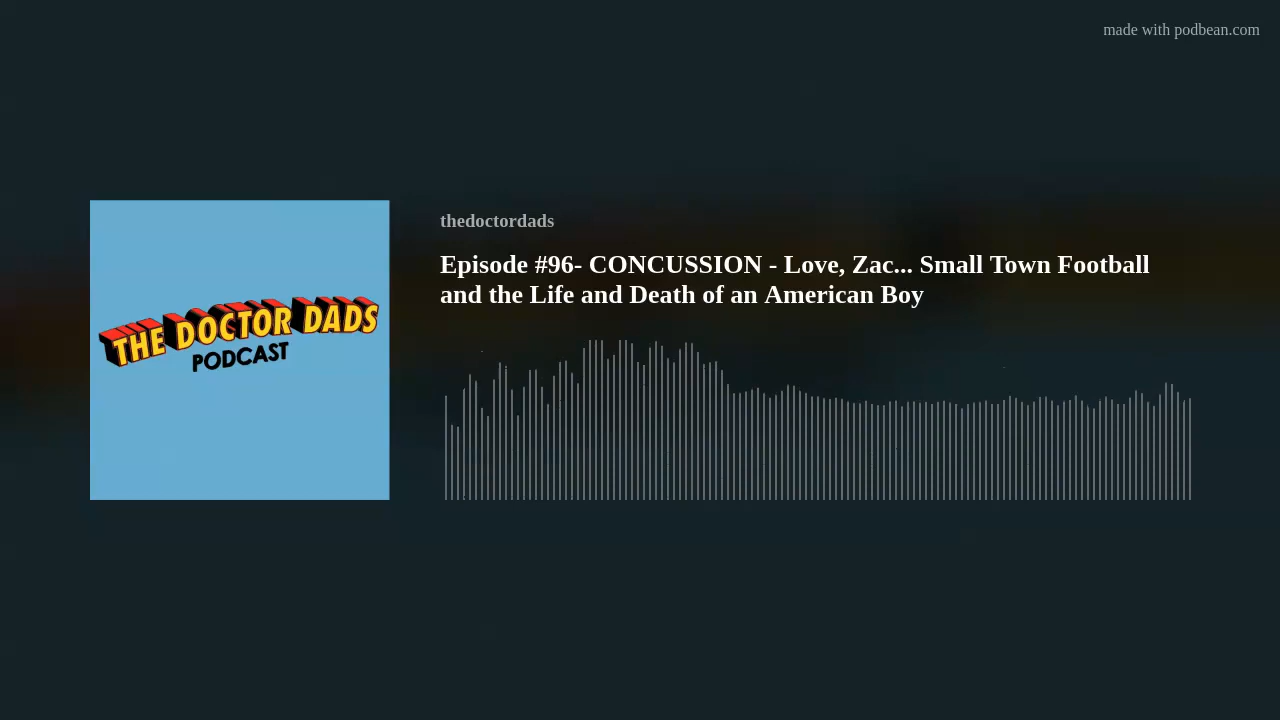 made with podbean.com
thedoctordads
Episode #96- CONCUSSION - Love, Zac... Small Town Football
and the Life and Death of an American Boy
THE DOCTOR DADS
PODCAST